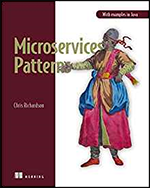 With examples in Java
Microservices
Patterns
Chris Richardson
MANNING